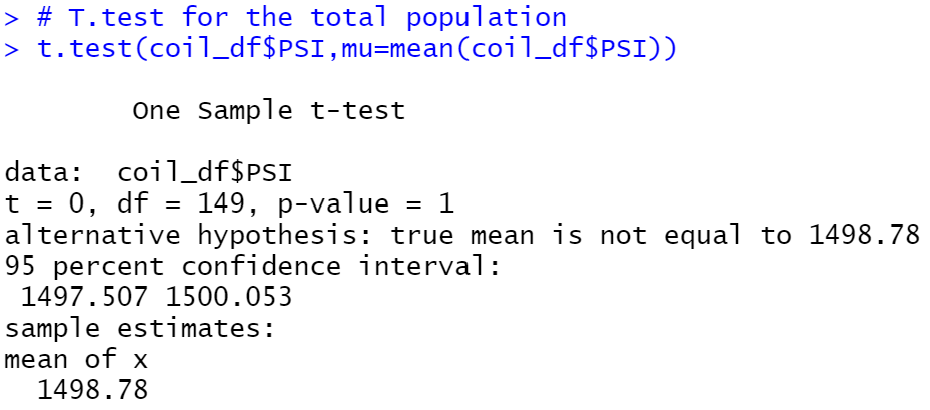 > # T.test for the total population
> t.test(coil_df$PSI,mu=mean(coil_df$PSI))
One Sample t-test
data: coil_df$PSI
t = 0, df = 149, p-value = 1
alternative hypothesis: true mean is not equal to 1498.78
95 percent confidence interval:
1497.507 1500.053
sample estimates:
mean of x
1498.78